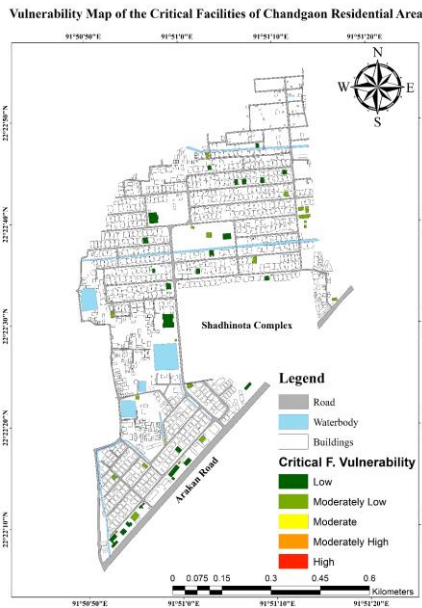 Vulnerability Map of the Critical Facilities of Chandgaon Residential Area
91°50'50"E 91°51'0"E 91°51'10"E 91°51'20"E
N
W E
S
22°22'50"N
22°22'40"N
22°22'30"N
Shadhinota Complex
22°22'20"N
Arakan Road
22°22'10"N
Legend
Road
Waterbody
Buildings
Critical F. Vulnerability
Low
Moderately Low
Moderate
Moderately High
High
0 0.075 0.15 0.3 0.45 0.6
Kilometers
91°50'50"E 91°51'0"E 91°51'10"E 91°51'20"E